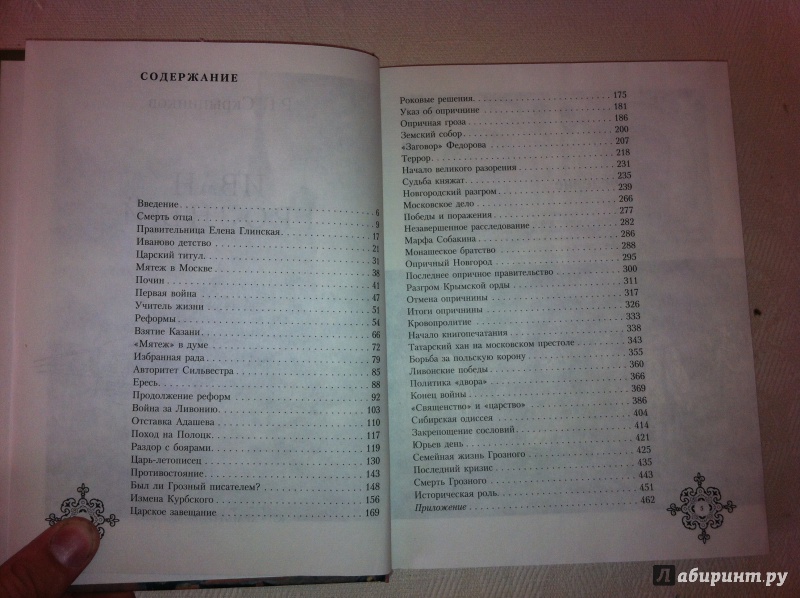 СОДЕРЖАНИЕ
Введение 6
Смерть отца 9
Правительница Елена Глинская. 17
Иваново детство 21
Царский титул. 31
Мятеж в Москве 38
Почин 41
Первая война 47
Учитель жизни 51
Реформы 54
Взятие Казани 66
«Мятеж» в думе 72
Избранная рада 79
Авторитет Сильвестра 85
Ересь. 88
Продолжение реформ 92
Война за Ливонию. 103
Отставка Адашева 110
Поход на Полоцк 117
Раздор с боярами. 119
Царь-летописец 130
Противостояние 143
Был ли Грозный писателем? 148
Измена Курбского 156
Царское завещание 169
Роковые решения. 175
Указ об опричнине 181
Опричная гроза 186
Земский собор 200
«Заговор» Федорова 207
Террор 218
Начало великого разорения 231
Судьба княжат 235
Новгородский разгром 239
Московское дело 266
Победы и поражения 277
Незавершенное расследование 282
Марфа Собакина 286
Монашеское братство 288
Опричный Новгород 295
Последнее опричное правительство 300
Разгром Крымской орды 311
Отмена опричнины 317
Итоги опричнины 326
Кровопролитие 333
Начало книгопечатания 338
Татарский хан на московском престоле 343
Борьба за польскую корону 355
Ливонские победы 360
Политика «двора» 366
Конец войны 369
«Священство» и «царство» 386
Сибирская одиссея 404
Закрепощение сословий 414
Юрьев день 421
Семейная жизнь Грозного 425
Последний кризис 435
Смерть Грозного 443
Историческая роль. 451
Приложение 462
Лабиринт.ру